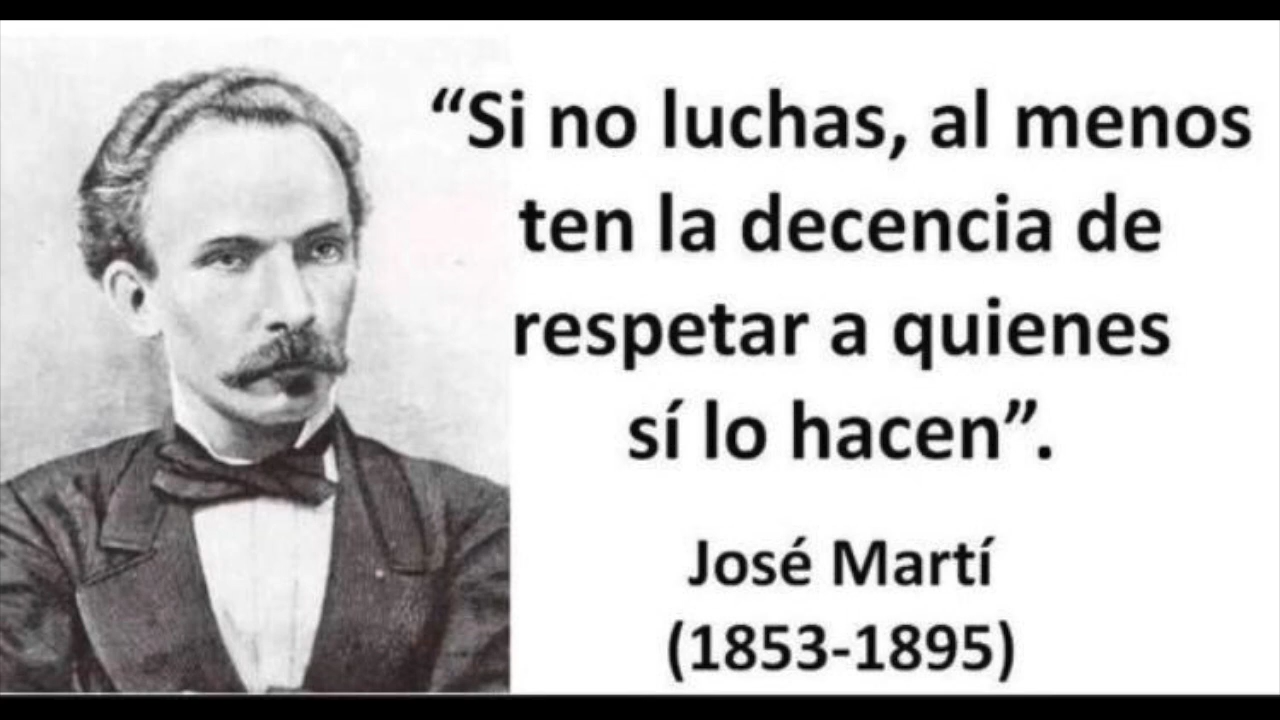 “Si no luchas, al menos
ten la decencia de
respetar a quienes
sí lo hacen”.
José Martí
(1853-1895)